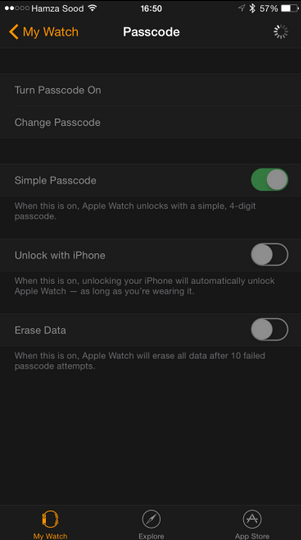 Hamza Sood 16:50 57%
My Watch Passcode
Turn Passcode On
Change Passcode
Simple Passcode
When this is on, Apple Watch unlocks with a simple, 4-digit
passcode.
Unlock with iPhone
When this is on, unlocking your iPhone will automatically unlock
Apple Watch — as long as you're wearing it.
Erase Data
When this is on, Apple Watch will erase all data after 10 failed
passcode attempts.
My Watch Explore App Store